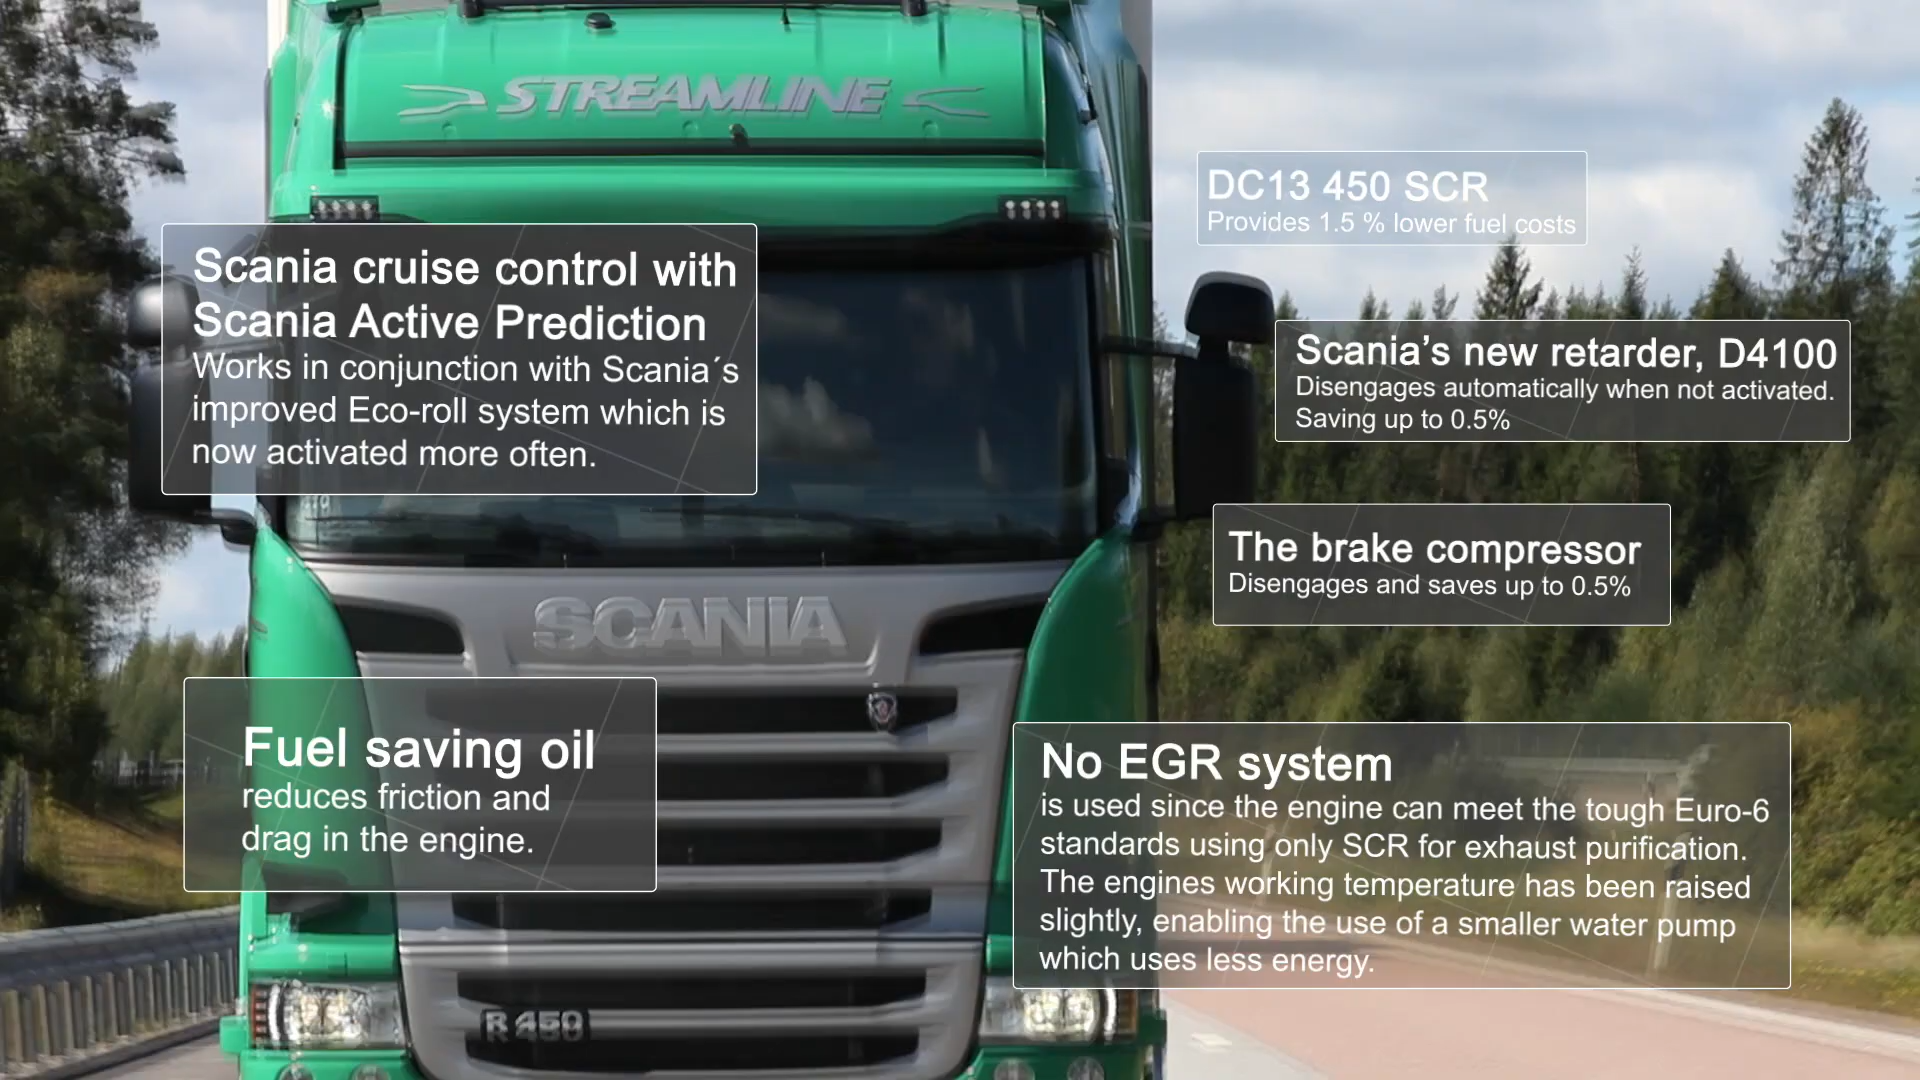 STREAMLINE
DC13 450 SCR
Provides 1.5 % lower fuel costs
Scania cruise control with
Scania Active Prediction
Works in conjunction with Scania´s
improved Eco-roll system which is
now activated more often.
Scania’s new retarder, D4100
Disengages automatically when not activated.
Saving up to 0.5%
The brake compressor
Disengages and saves up to 0.5%
SCANIA
Fuel saving oil
reduces friction and
drag in the engine.
No EGR system
is used since the engine can meet the tough Euro-6
standards using only SCR for exhaust purification.
The engines working temperature has been raised
slightly, enabling the use of a smaller water pump
which uses less energy.
R 450